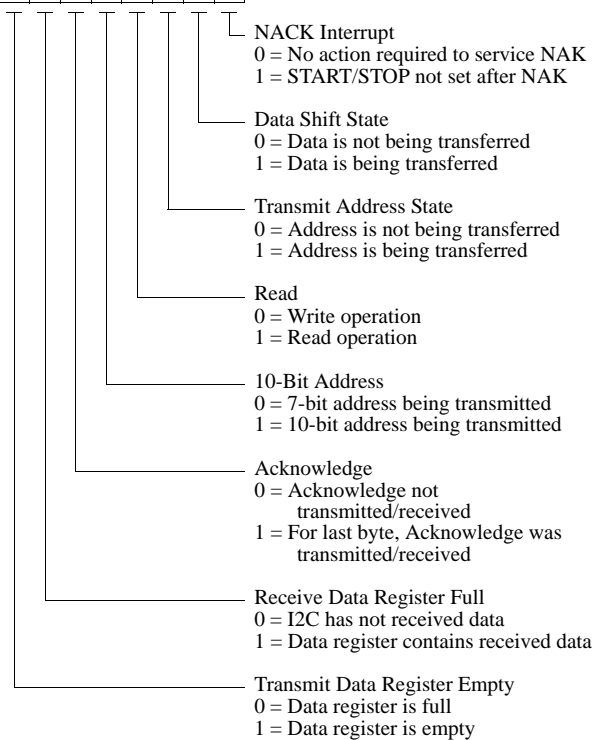 NACK Interrupt
0 = No action required to service NAK
1 = START/STOP not set after NAK
Data Shift State
0 = Data is not being transferred
1 = Data is being transferred
Transmit Address State
0 = Address is not being transferred
1 = Address is being transferred
Read
0 = Write operation
1 = Read operation
10-Bit Address
0 = 7-bit address being transmitted
1 = 10-bit address being transmitted
Acknowledge
0 = Acknowledge not
transmitted/received
1 = For last byte, Acknowledge was
transmitted/received
Receive Data Register Full
0 = I2C has not received data
1 = Data register contains received data
Transmit Data Register Empty
0 = Data register is full
1 = Data register is empty